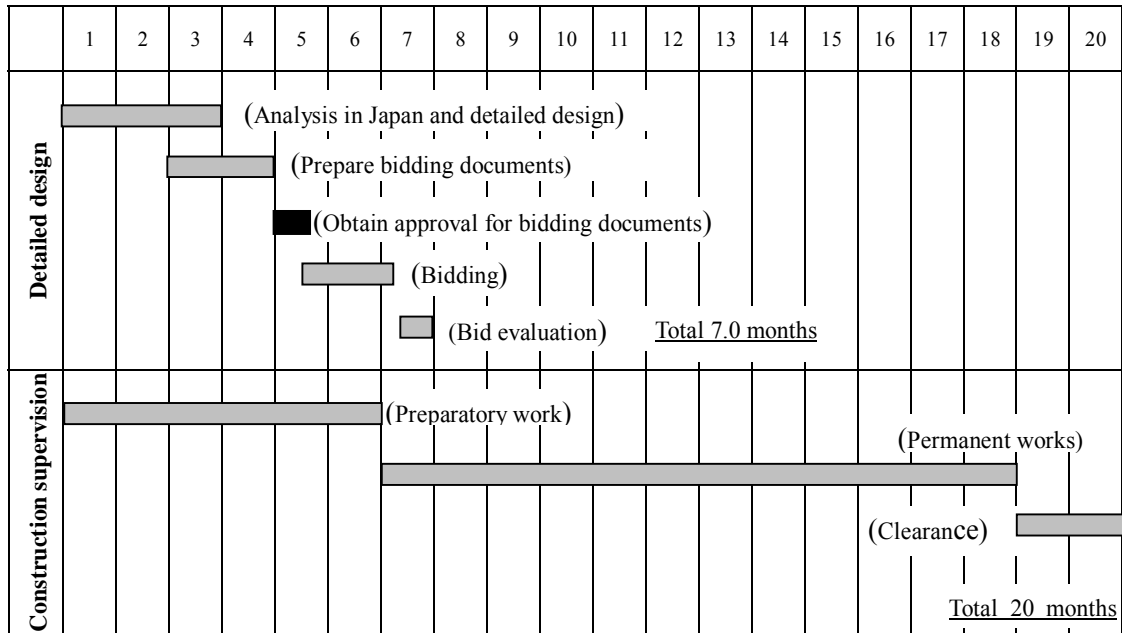 1 2 3 4 5 6 7 8 9 10 11 12 13 14 15 16 17 18 19 20
Detailed design
(Analysis in Japan and detailed design)
(Prepare bidding documents)
(Obtain approval for bidding documents)
(Bidding)
(Bid evaluation) Total 7.0 months
Construction supervision
(Preparatory work)
(Permanent works)
(Clearance)
Total 20 months